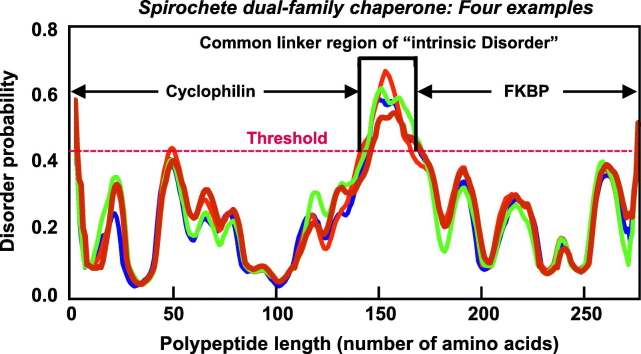 Spirochete dual-family chaperone: Four examples
Common linker region of “intrinsic Disorder”
Cyclophilin
FKBP
Threshold
Disorder probability
0.8
0.6
0.4
0.2
0.0
0
50
100
150
200
250
Polypeptide length (number of amino acids)